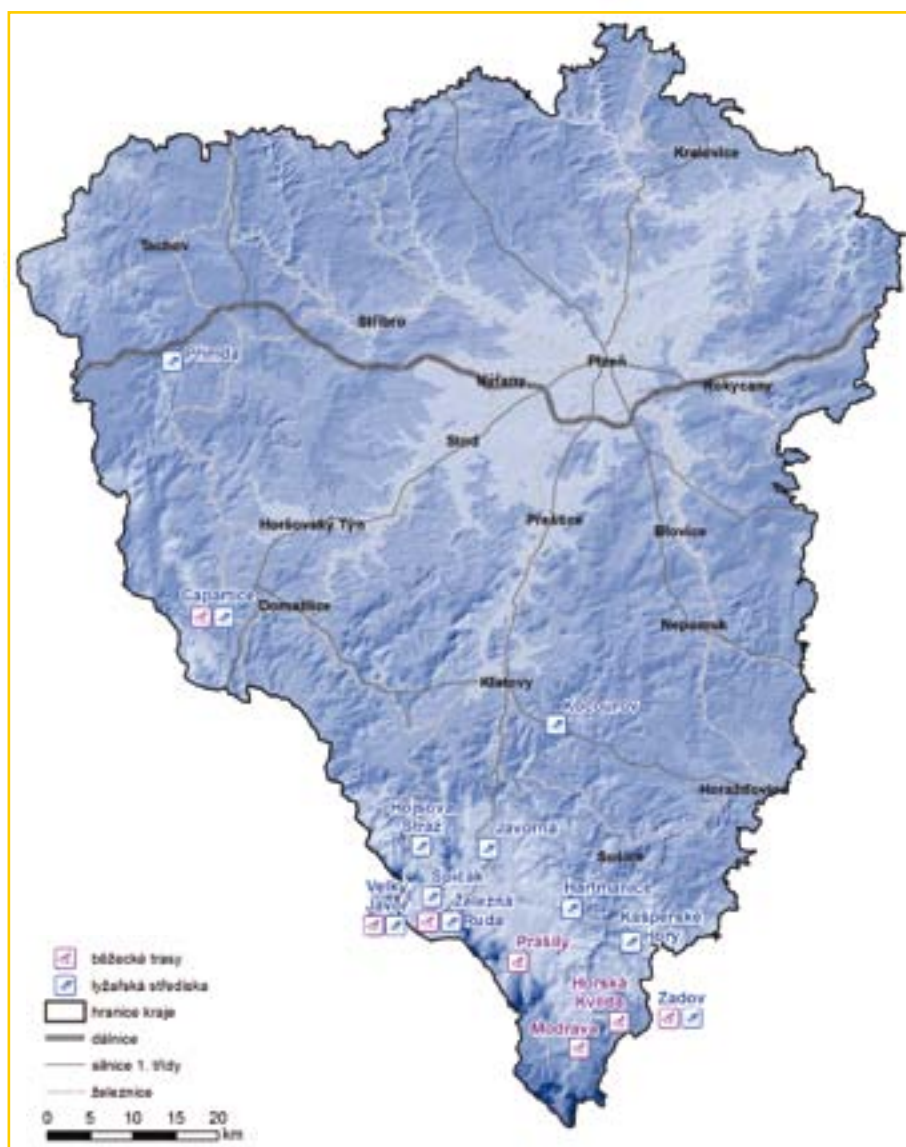 Kralovice
Tachov
Stříbro
Přimda
Plzeň
Nýřany
Rokycany
Stod
Horšovský Týn
Přeštice
Blovice
Čapartice
Domažlice
Nepomuk
Klatovy
Kocourov
Horažďovice
Hojsova
Stráž
Javorná
Sušice
Špičák
Velký
Javor
Železná
Ruda
Hartmanice
Kašperské
Hory
Prášily
Horská
Kvilda
Zadov
Modrava
běžecké trasy
lyžařská střediska
hranice kraje
dálnice
silnice 1. třídy
železnice
0 5 10 15 20
km